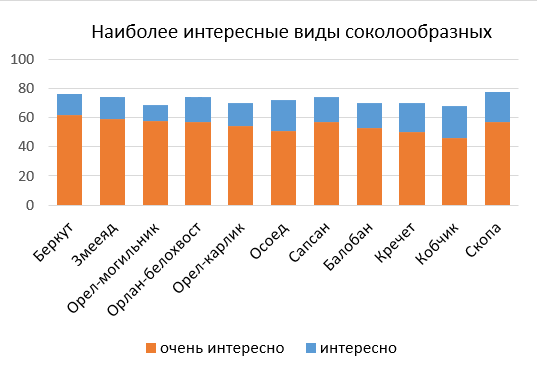 Наиболее интересные виды соколообразных
100
80
60
40
20
0
Беркут
Змееяд
Орел-могильник
Орлан-белохвост
Орел-карлик
Осоед
Сапсан
Балобан
Кречет
Кобчик
Скопа
очень интересно
интересно